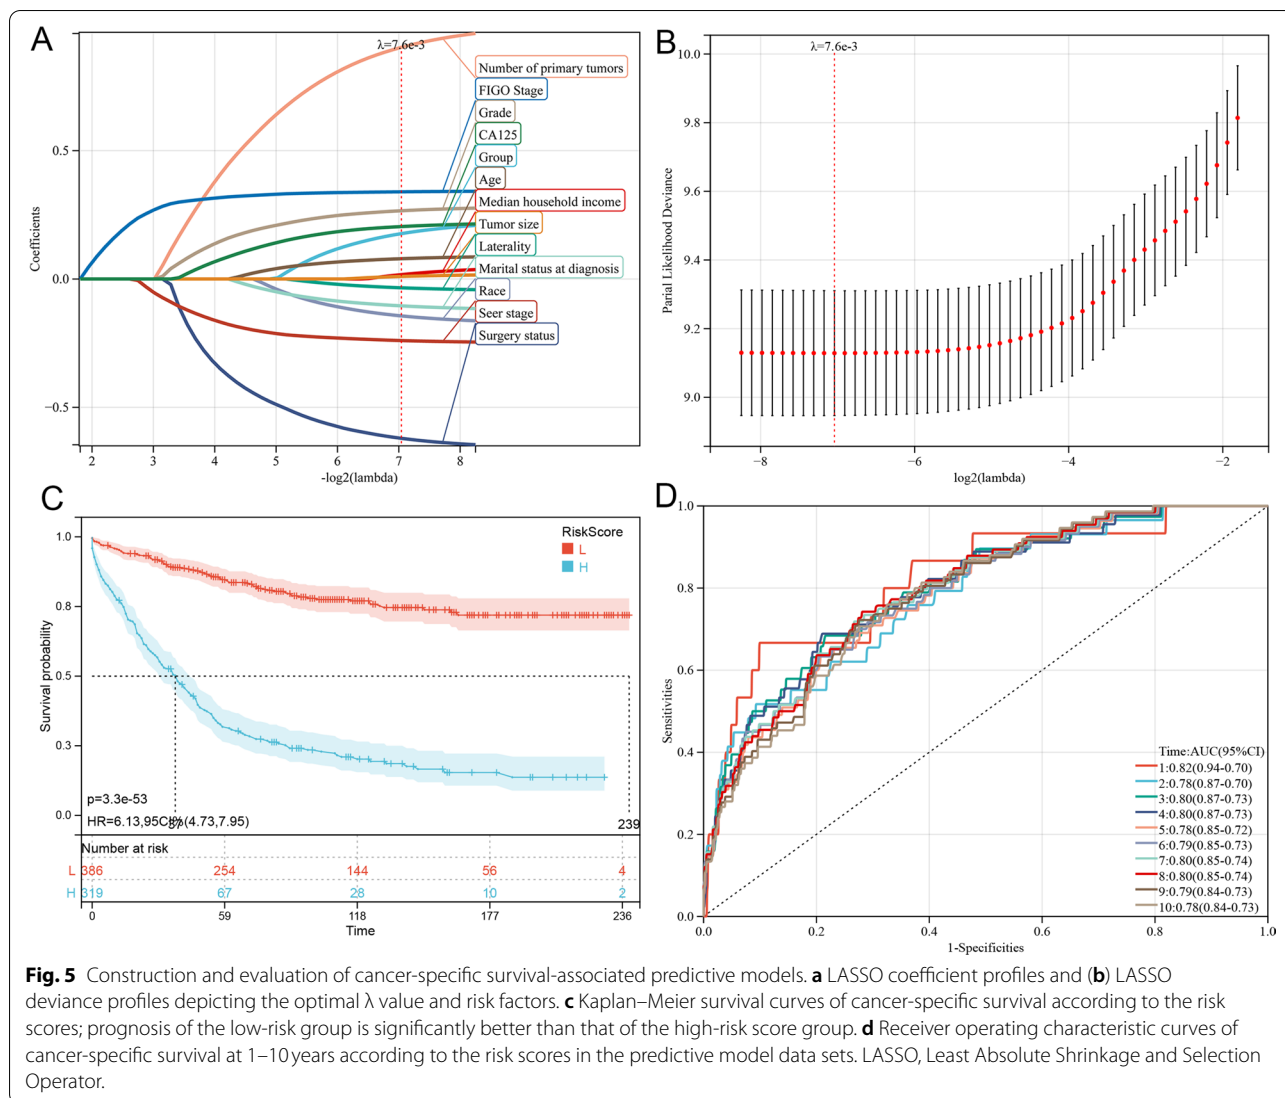 A
λ=7.6e-3
Number of primary tumors
FIGO Stage
Grade
CA125
Group
Age
Median household income
Tumor size
Laterality
Marital status at diagnosis
Race
Seer stage
Surgery status
0.5
0.0
−0.5
Coefficients
2 3 4 5 6 7 8
-log2(lambda)
B
λ=7.6e-3
10.0
9.8
9.6
9.4
9.2
9.0
Parial Likelihood Deviance
−8 −6 −4 −2
log2(lambda)
C
RiskScore
L
H
1.0
0.8
0.5
0.3
0.0
Survival probability
p=3.3e-53
HR=6.13,95CI%(4.73,7.95)
37
239
Number at risk
L 386 254 144 56 4
H 319 67 28 10 2
0 59 118 177 236
Time
D
1.0
0.8
0.6
0.4
0.2
0.0
Sensitivities
Time:AUC(95%CI)
1:0.82(0.94-0.70)
2:0.78(0.87-0.70)
3:0.80(0.87-0.73)
4:0.80(0.87-0.73)
5:0.78(0.85-0.72)
6:0.79(0.85-0.73)
7:0.80(0.85-0.74)
8:0.80(0.85-0.74)
9:0.79(0.84-0.73)
10:0.78(0.84-0.73)
0.0 0.2 0.4 0.6 0.8 1.0
1-Specificities
Fig. 5 Construction and evaluation of cancer-specific survival-associated predictive models. a LASSO coefficient profiles and (b) LASSO
deviance profiles depicting the optimal λ value and risk factors. c Kaplan–Meier survival curves of cancer-specific survival according to the risk
scores; prognosis of the low-risk group is significantly better than that of the high-risk score group. d Receiver operating characteristic curves of
cancer-specific survival at 1–10 years according to the risk scores in the predictive model data sets. LASSO, Least Absolute Shrinkage and Selection
Operator.